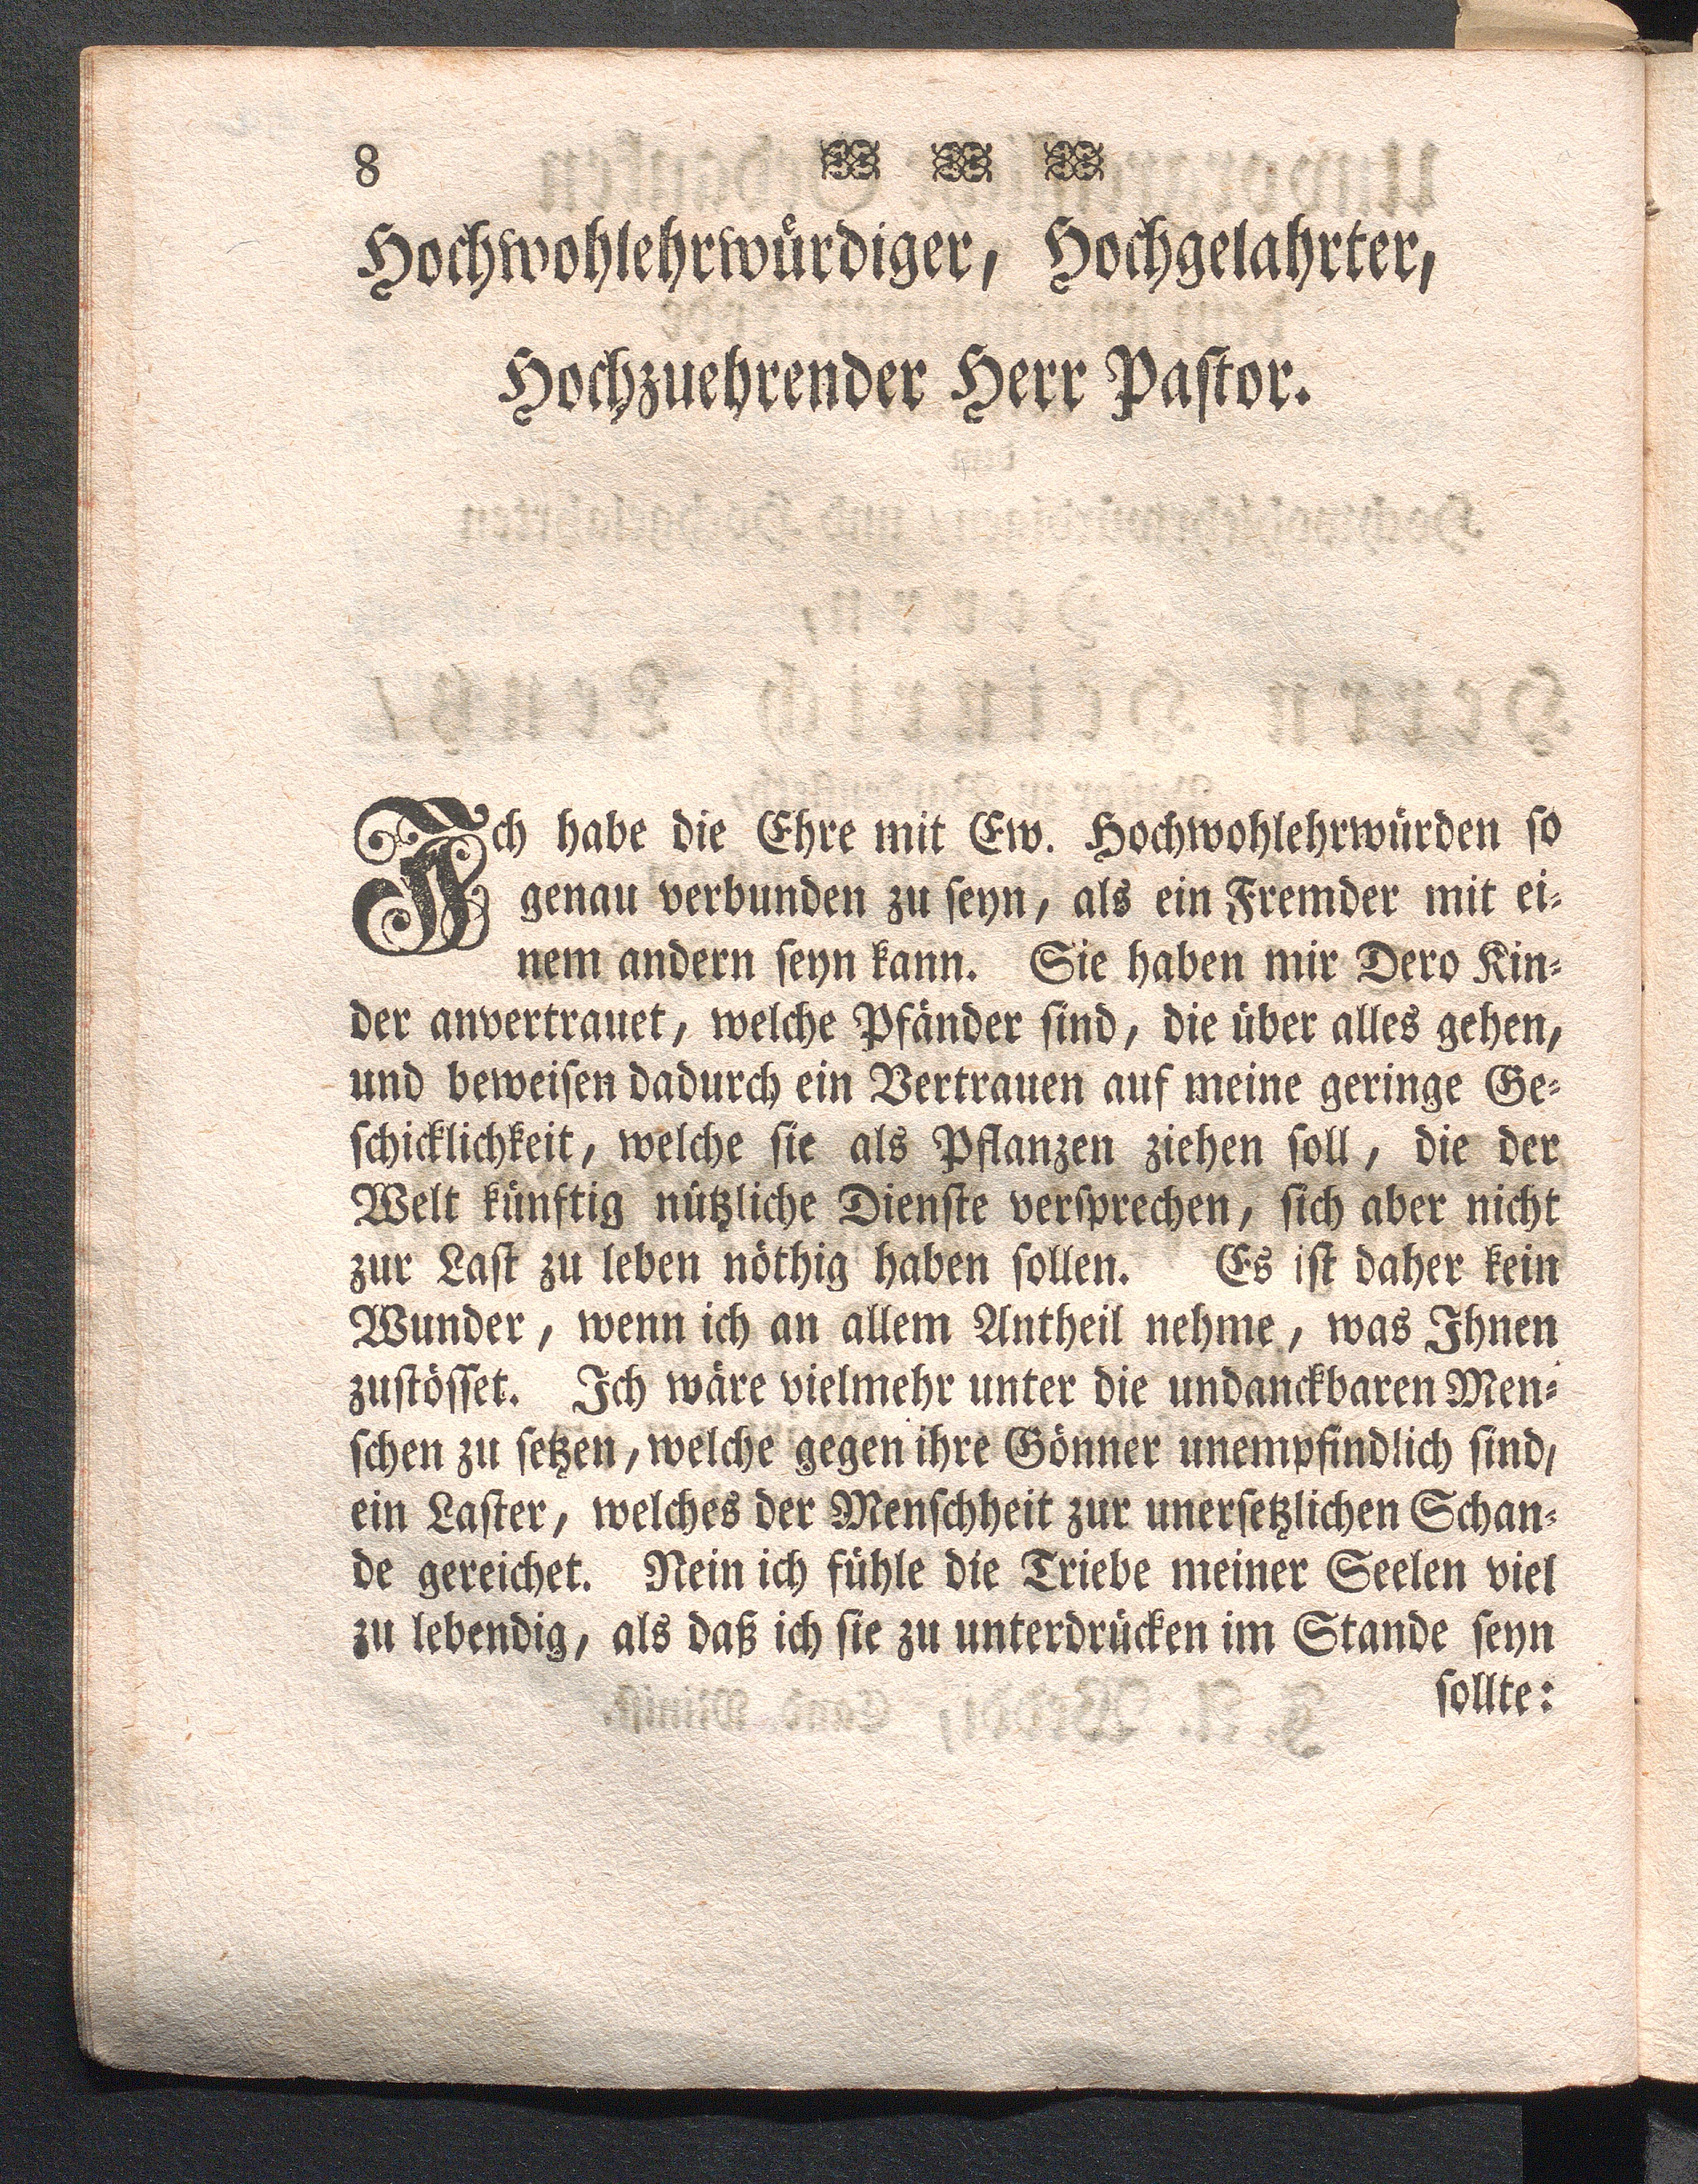 8
Hochwohlehrwürdiger, Hochgelahrter,
Hochzuehrender Herr Pastor.
Ich habe die Ehre mit Ew. Hochwohlehrwürden so
genau verbunden zu seyn, als ein Fremder mit ei-
nem andern seyn kann. Sie haben mir Dero Kin-
der anvertrauet, welche Pfänder sind, die über alles gehen,
und beweisen dadurch ein Vertrauen auf meine geringe Ge-
schicklichkeit, welche sie als Pflanzen ziehen soll, die der
Welt künftig nützliche Dienste versprechen, sich aber nicht
zur Last zu leben nöthig haben sollen. Es ist daher kein
Wunder, wenn ich an allem Antheil nehme, was Ihnen
zustösset. Ich wäre vielmehr unter die undanckbaren Men-
schen zu setzen, welche gegen ihre Gönner unempfindlich sind,
ein Laster, welches der Menschheit zur unersetzlichen Schan-
de gereichet. Nein ich fühle die Triebe meiner Seelen viel
zu lebendig, als daß ich sie zu unterdrücken im Stande seyn
sollte: